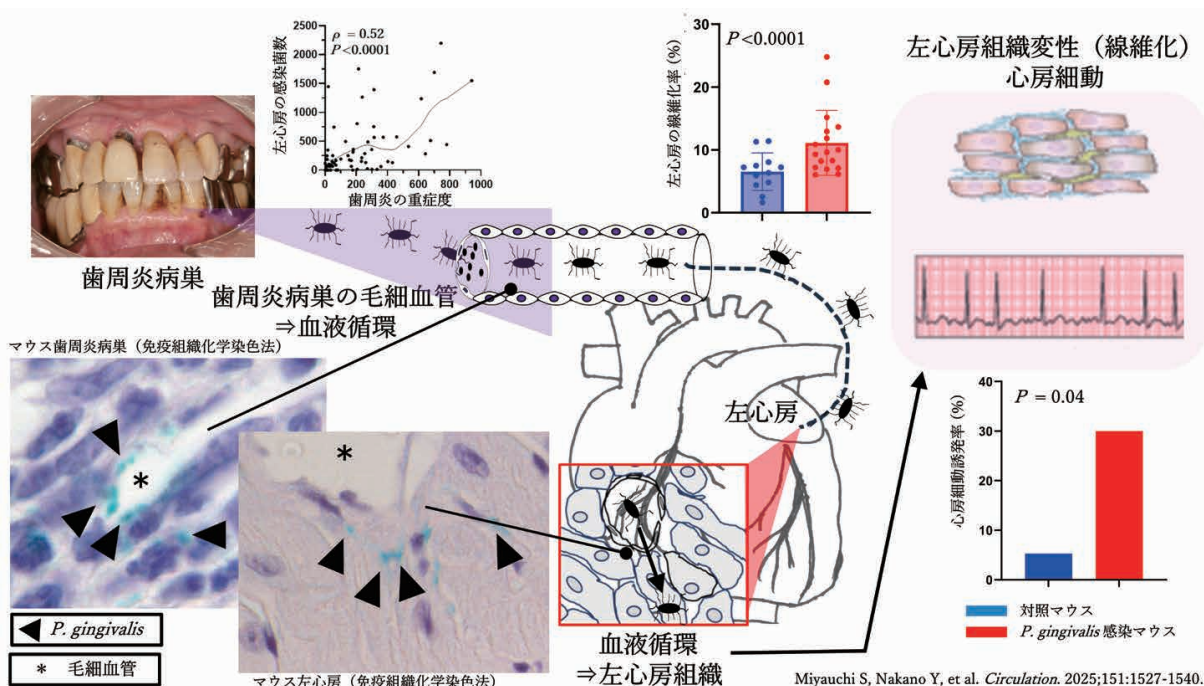 ρ = 0.52
P<0.0001
左心房の感染菌数
2500
2000
1500
1000
500
0
0 200 400 600 800 1000
歯周炎の重症度
P<0.0001
左心房の線維化率 (%)
30
20
10
0
左心房組織変性（線維化）
心房細動
歯周炎病巣
歯周炎病巣の毛細血管
⇒血液循環
マウス歯周炎病巣（免疫組織化学染色法）
*
*
左心房
P = 0.04
心房細動誘発率 (%)
40
30
20
10
0
対照マウス
P. gingivalis 感染マウス
P. gingivalis
* 毛細血管
マウス左心房（免疫組織化学染色法）
血液循環
⇒左心房組織
Miyauchi S, Nakano Y, et al. Circulation. 2025;151:1527-1540.